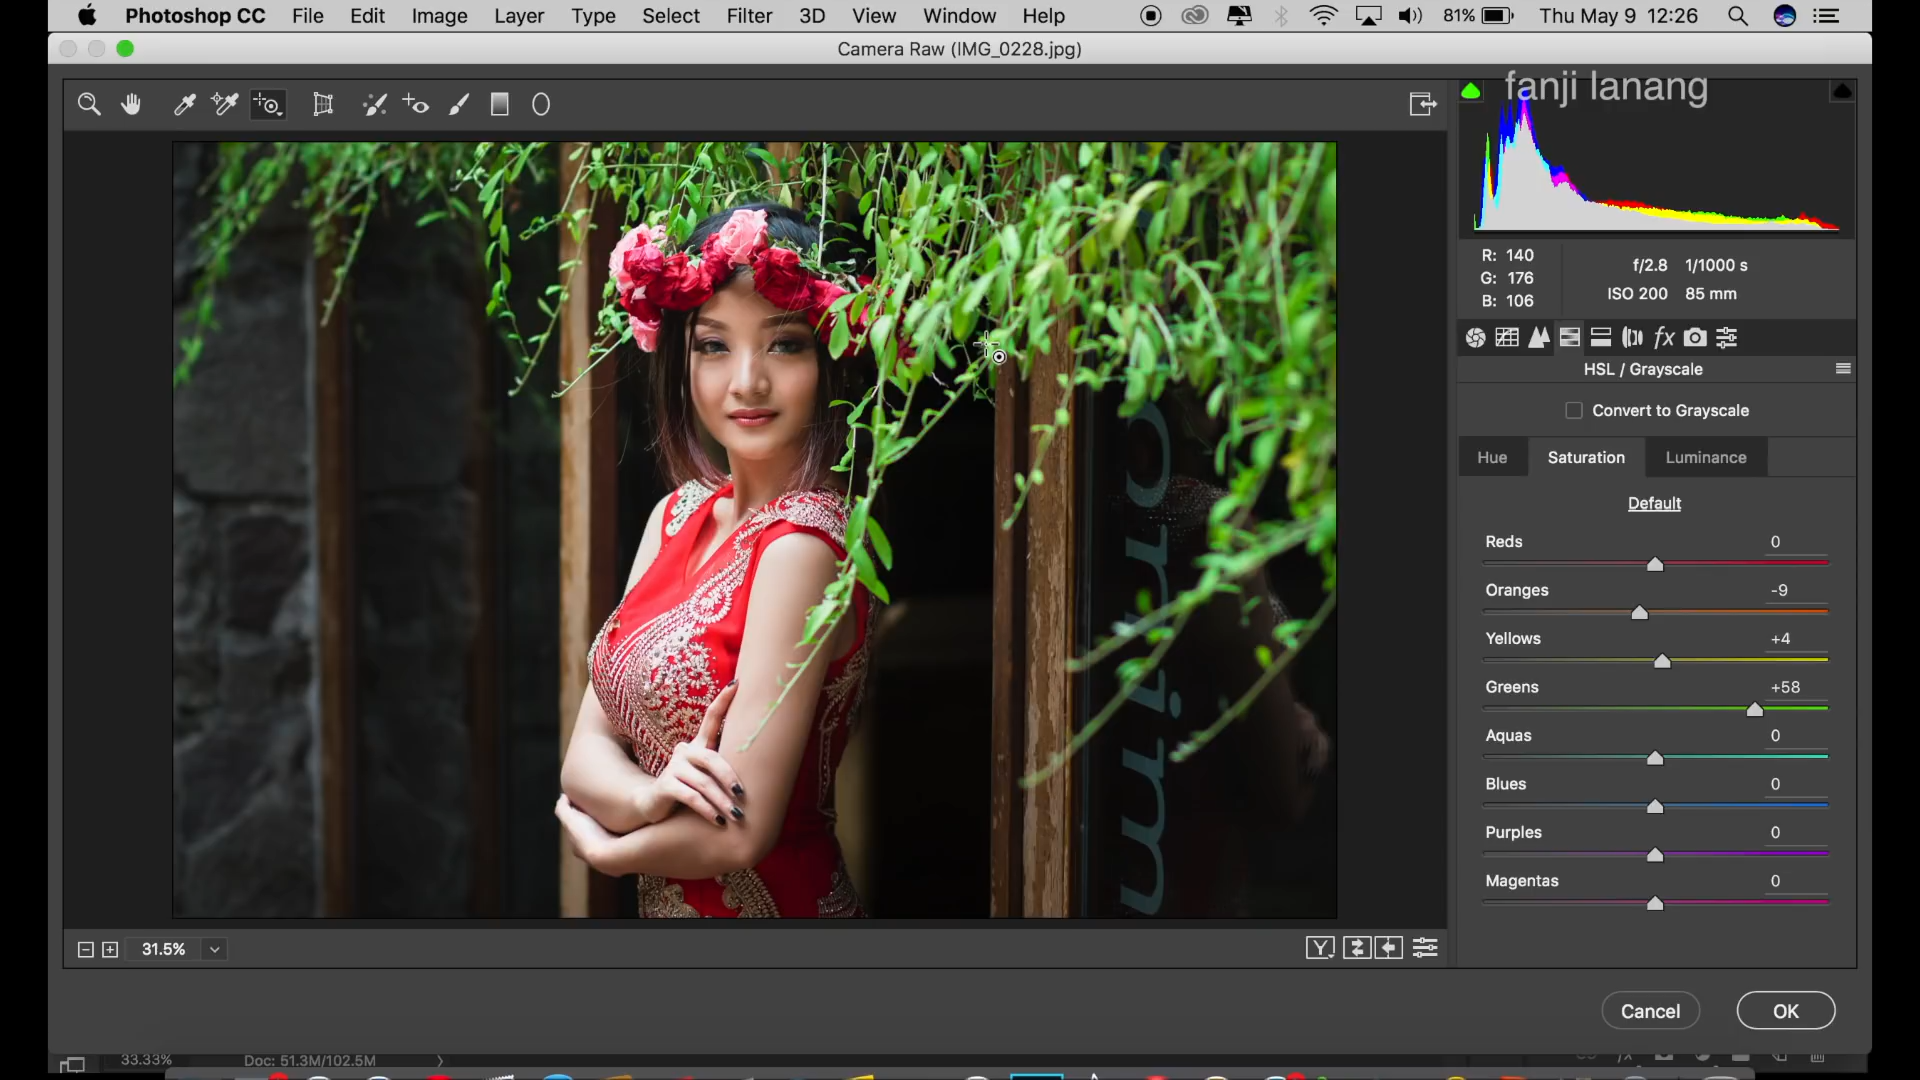 Photoshop CC File Edit Image Layer Type Select Filter 3D View Window Help 81% Thu May 9 12:26
Camera Raw (IMG_0228.jpg)
fanji lanang
R: 140
G: 176
B: 106
f/2.8 1/1000 s
ISO 200 85 mm
fx
HSL / Grayscale
Convert to Grayscale
Hue Saturation Luminance
Default
Reds 0
Oranges -9
Yellows +4
Greens +58
Aquas 0
Blues 0
Purples 0
Magentas 0
31.5%
Y
Cancel OK
33.33% Doc: 51.3M/102.5M